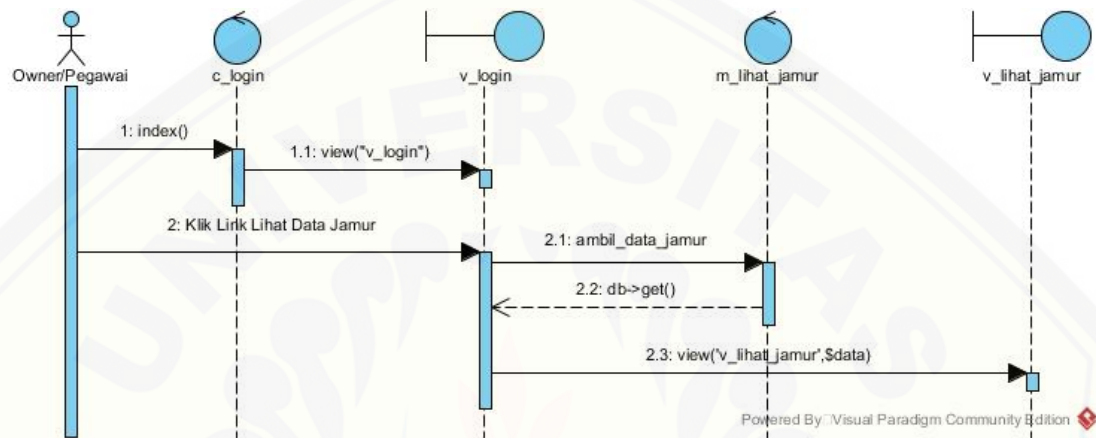 Owner/Pegawai
c_login
v_login
m_lihat_jamur
v_lihat_jamur
1: index()
1.1: view("v_login")
2: Klik Link Lihat Data Jamur
2.1: ambil_data_jamur
2.2: db->get()
2.3: view('v_lihat_jamur',$data)
UNIVERSITAS
Powered By Visual Paradigm Community Edition